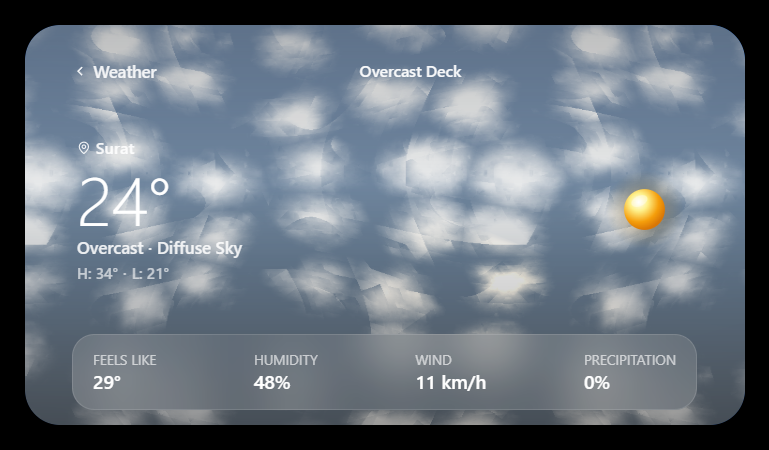 Weather
Overcast Deck
Surat
24°
Overcast · Diffuse Sky
H: 34° · L: 21°
FEELS LIKE
29°
HUMIDITY
48%
WIND
11 km/h
PRECIPITATION
0%